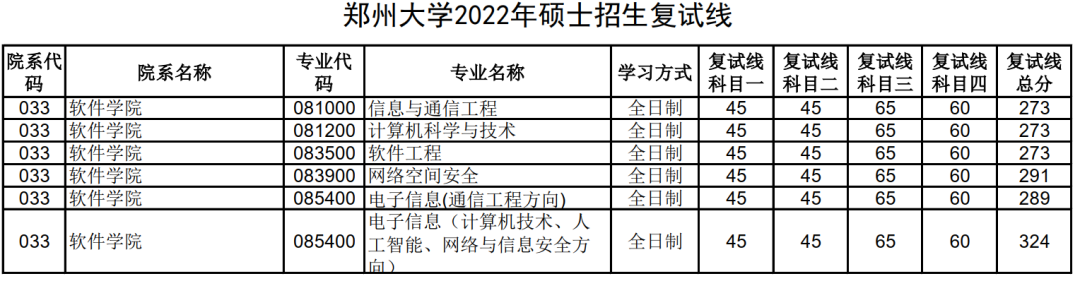 郑州大学2022年硕士招生复试线
院系代码 院系名称 专业代码 专业名称 学习方式 复试线科目一 复试线科目二 复试线科目三 复试线科目四 复试线总分
033 软件学院 081000 信息与通信工程 全日制 45 45 65 60 273
033 软件学院 081200 计算机科学与技术 全日制 45 45 65 60 273
033 软件学院 083500 软件工程 全日制 45 45 65 60 273
033 软件学院 083900 网络空间安全 全日制 45 45 65 60 291
033 软件学院 085400 电子信息(通信工程方向) 全日制 45 45 65 60 289
033 软件学院 085400 电子信息（计算机技术、人工智能、网络与信息安全方向） 全日制 45 45 65 60 324